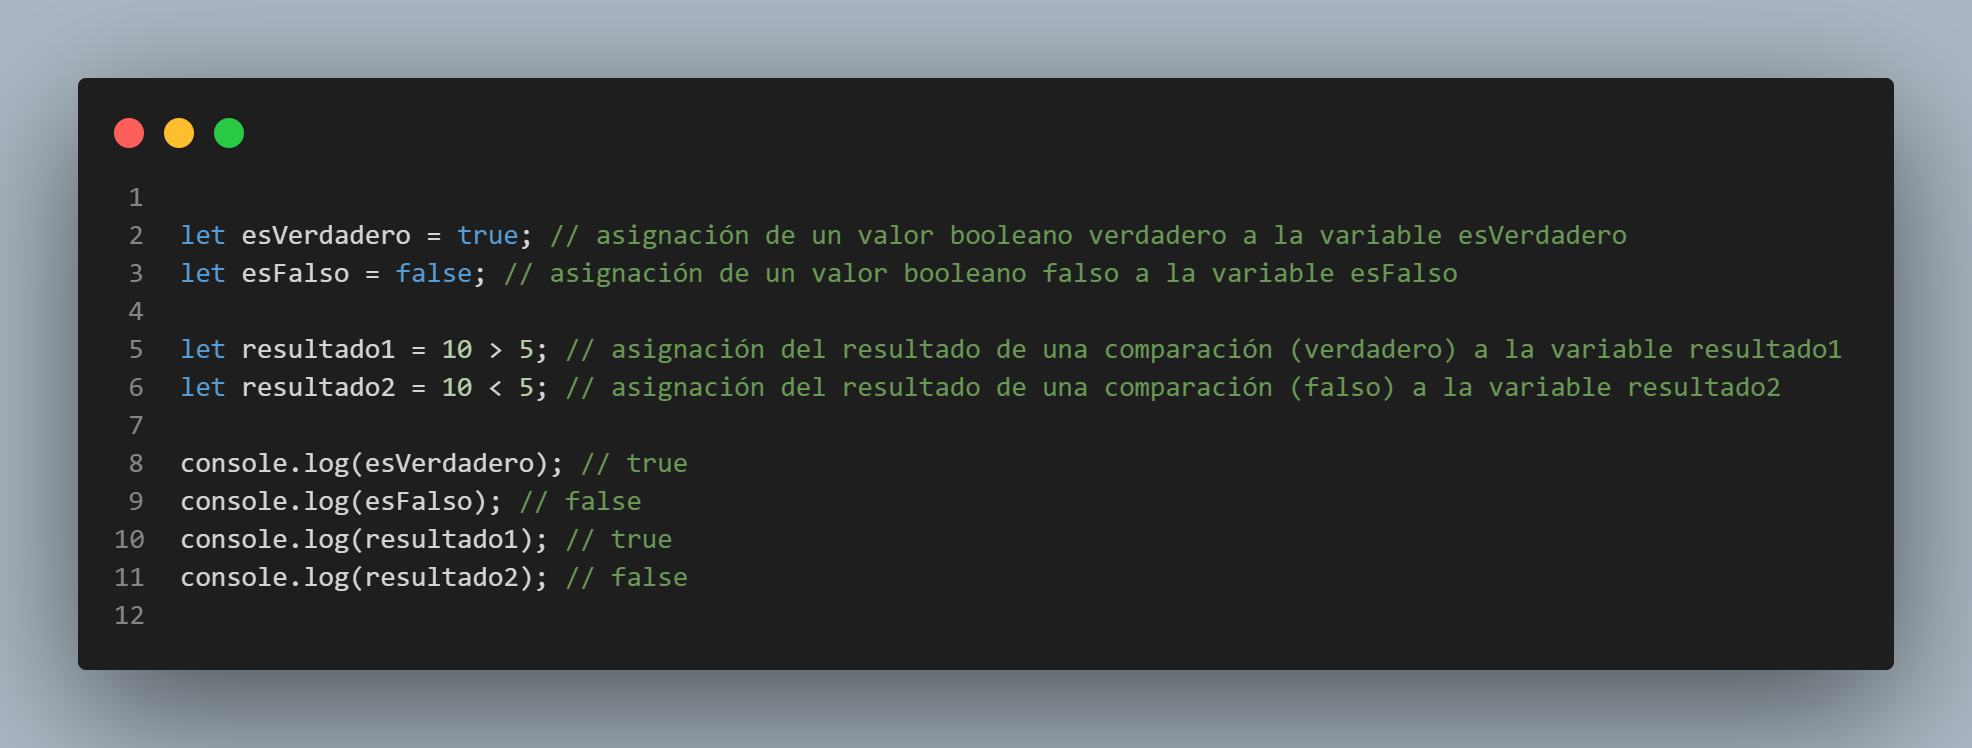 1
2 let esVerdadero = true; // asignación de un valor booleano verdadero a la variable esVerdadero
3 let esFalso = false; // asignación de un valor booleano falso a la variable esFalso
4
5 let resultado1 = 10 > 5; // asignación del resultado de una comparación (verdadero) a la variable resultado1
6 let resultado2 = 10 < 5; // asignación del resultado de una comparación (falso) a la variable resultado2
7
8 console.log(esVerdadero); // true
9 console.log(esFalso); // false
10 console.log(resultado1); // true
11 console.log(resultado2); // false
12